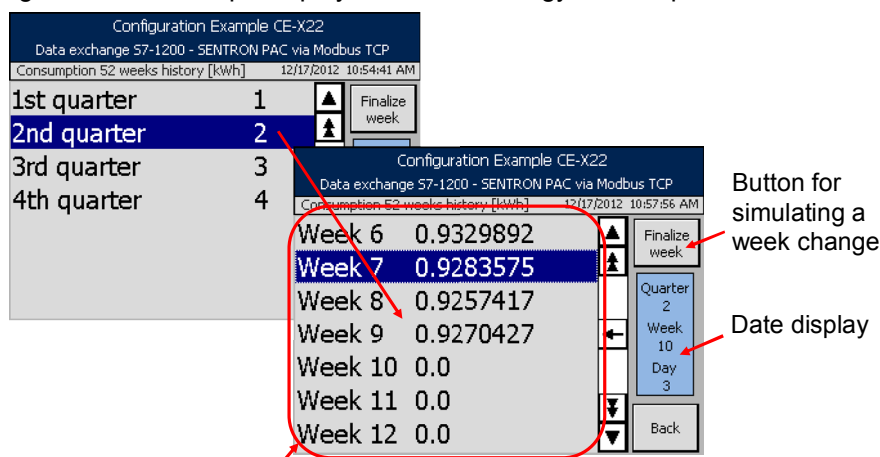 Configuration Example CE-X22
Data exchange S7-1200 - SENTRON PAC via Modbus TCP
Consumption 52 weeks history [kWh] 12/17/2012 10:54:41 AM
1st quarter 1
2nd quarter 2
3rd quarter 3
4th quarter 4
Finalize
week
Configuration Example CE-X22
Data exchange S7-1200 - SENTRON PAC via Modbus TCP
Consumption 52 weeks history [kWh] 12/17/2012 10:57:56 AM
Week 6 0.9329892
Week 7 0.9283575
Week 8 0.9257417
Week 9 0.9270427
Week 10 0.0
Week 11 0.0
Week 12 0.0
Finalize
week
Quarter
2
Week
10
Day
3
Back
Button for
simulating a
week change
Date display